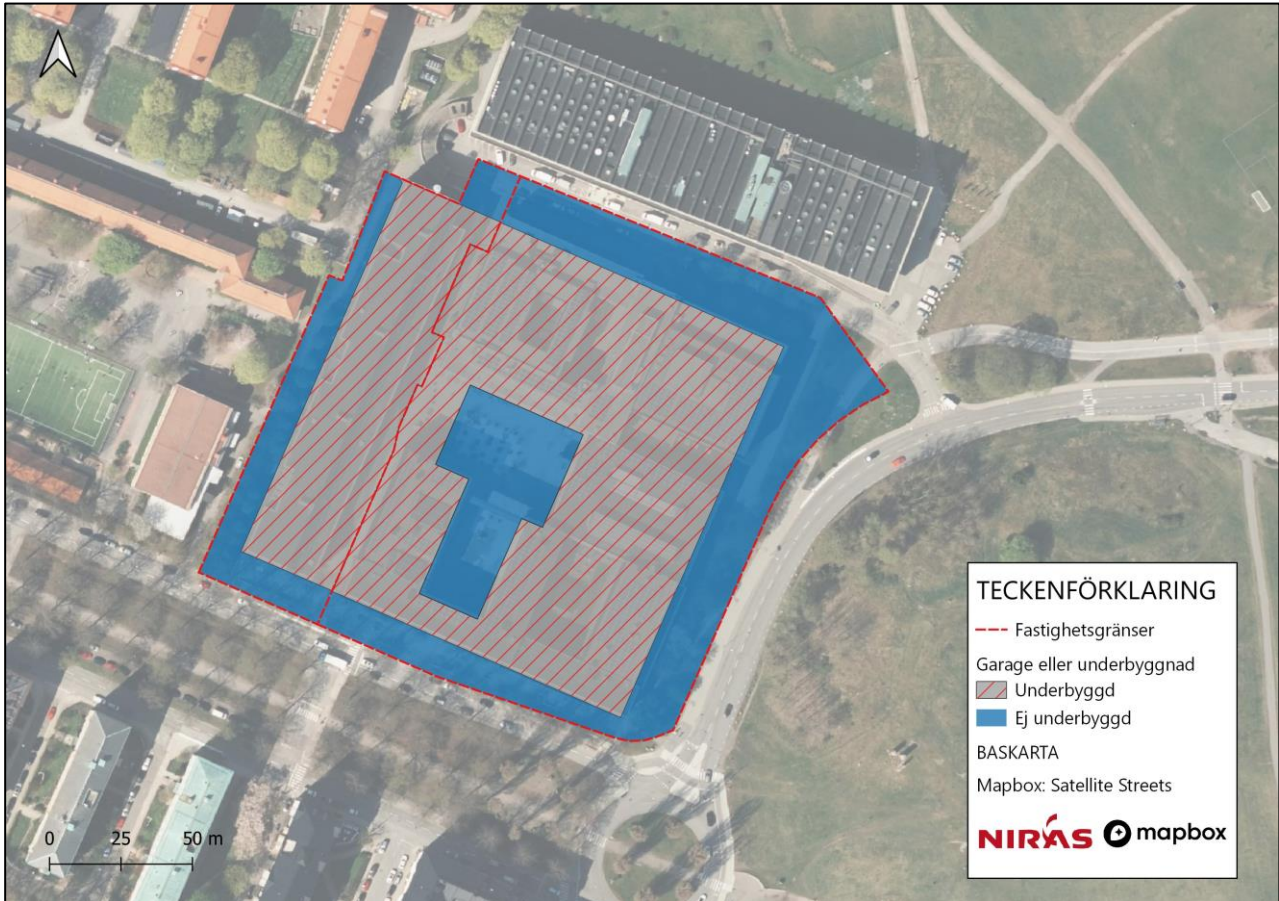 TECKENFÖRKLARING
Fastighetsgränser
Garage eller underbyggnad
Underbyggd
Ej underbyggd
BASKARTA
Mapbox: Satellite Streets
NIRAS mapbox
0 25 50 m